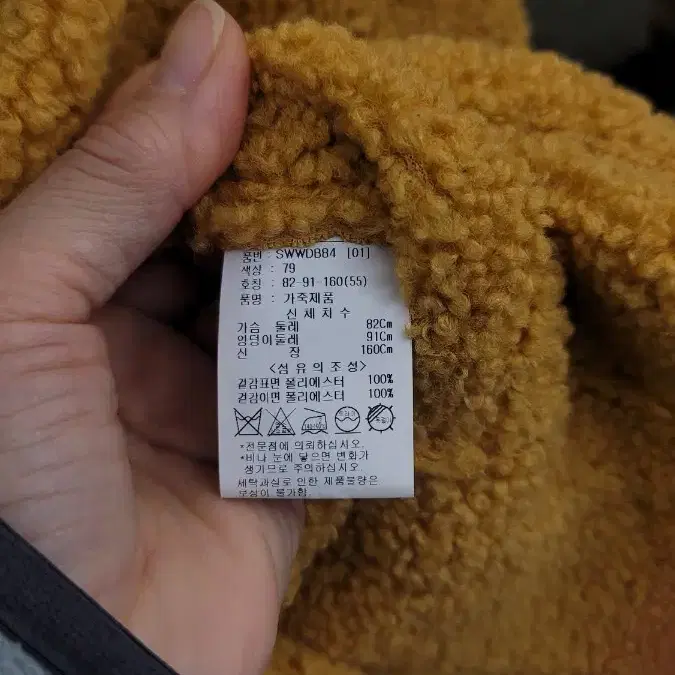 품번 : SWWDB84 [01]
색상 : 79
호칭 : 82-91-160(55)
품명 : 가죽제품
신 체 치 수
가슴 둘레 82Cm
엉덩이둘레 91Cm
신 장 160Cm
<섬 유 의 조 성>
겉감표면 폴리에스터 100%
겉감이면 폴리에스터 100%
*전문점에 의뢰하십시오.
*비나 눈에 닿으면 변화가
생기므로 주의하십시오.
세탁과실로 인한 제품불량은
보상이 불가함.